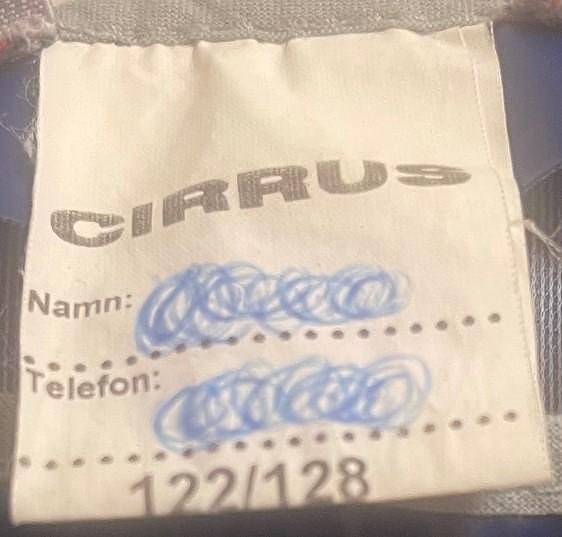 CIRRUS
Namn:
Telefon:
122/128